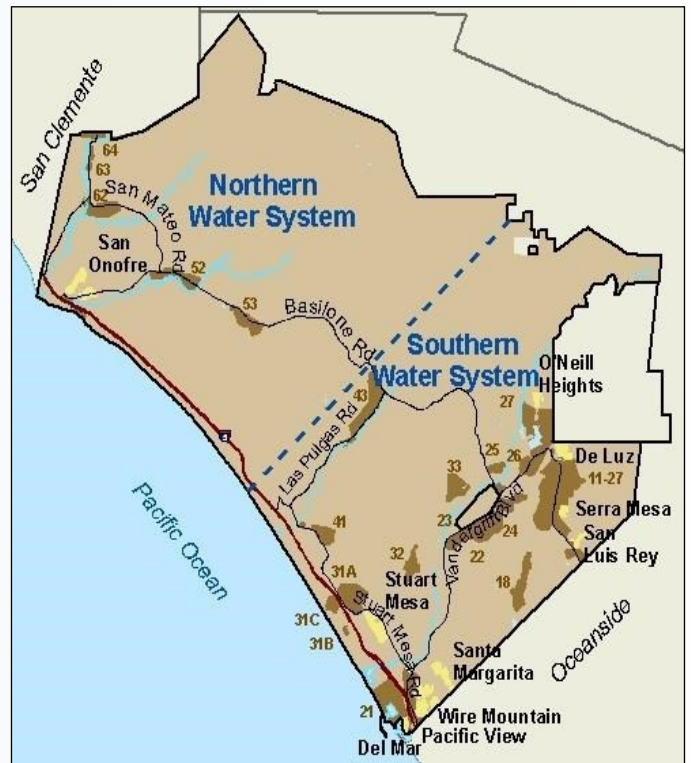 San Clemente
64
63
62
San Mateo Rd
Northern
Water System
San
Onofre
52
53
Basilone Rd
Southern
Water System
O'Neill
Heights
27
43
Las Pulgas Rd
De Luz
11-27
25
26
33
23
24
22
Vandergrift Blvd
Serra Mesa
San
Luis Rey
41
32
18
31A
Stuart
Mesa
31C
31B
Stuart Mesa Rd
Pacific Ocean
Oceanside
Santa
Margarita
21
Wire Mountain
Pacific View
Del Mar